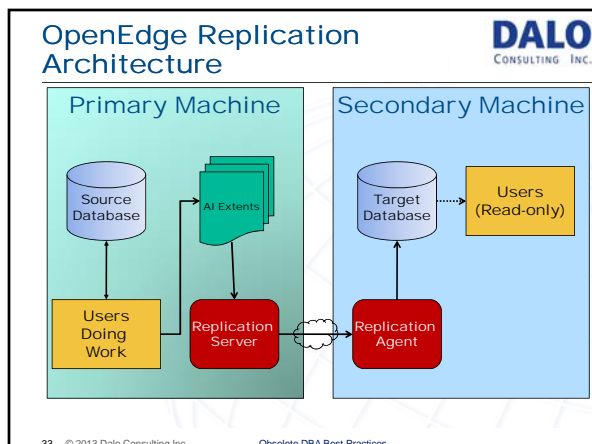 OpenEdge Replication
Architecture
DALO
CONSULTING INC.
Primary Machine
Secondary Machine
Source
Database
AI Extents
Target
Database
Users
(Read-only)
Users
Doing
Work
Replication
Server
Replication
Agent
33 © 2013 Dalo Consulting Inc.
Obsolete DBA Best Practices